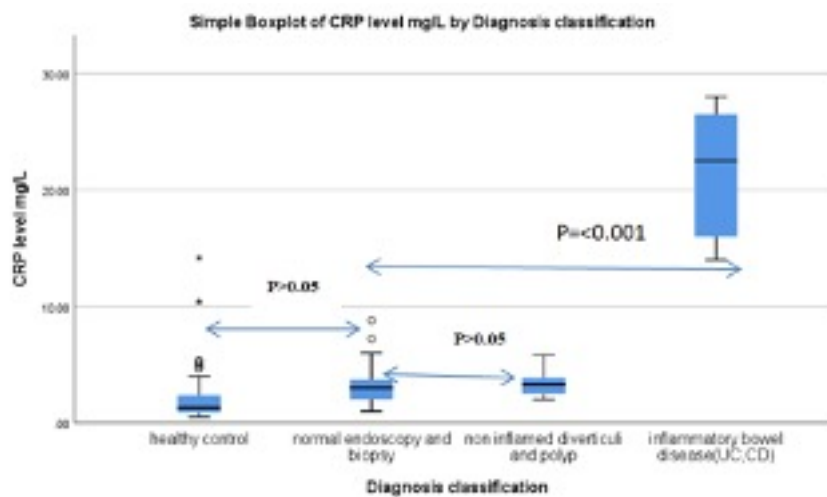 Simple Boxplot of CRP level mg/L by Diagnosis classification
30.00
20.00
10.00
.00
CRP level mg/L
P=<0.001
P>0.05
P>0.05
healthy control
normal endoscopy and
biopsy
non inflamed diverticuli
and polyp
inflammatory bowel
disease(UC,CD)
Diagnosis classification